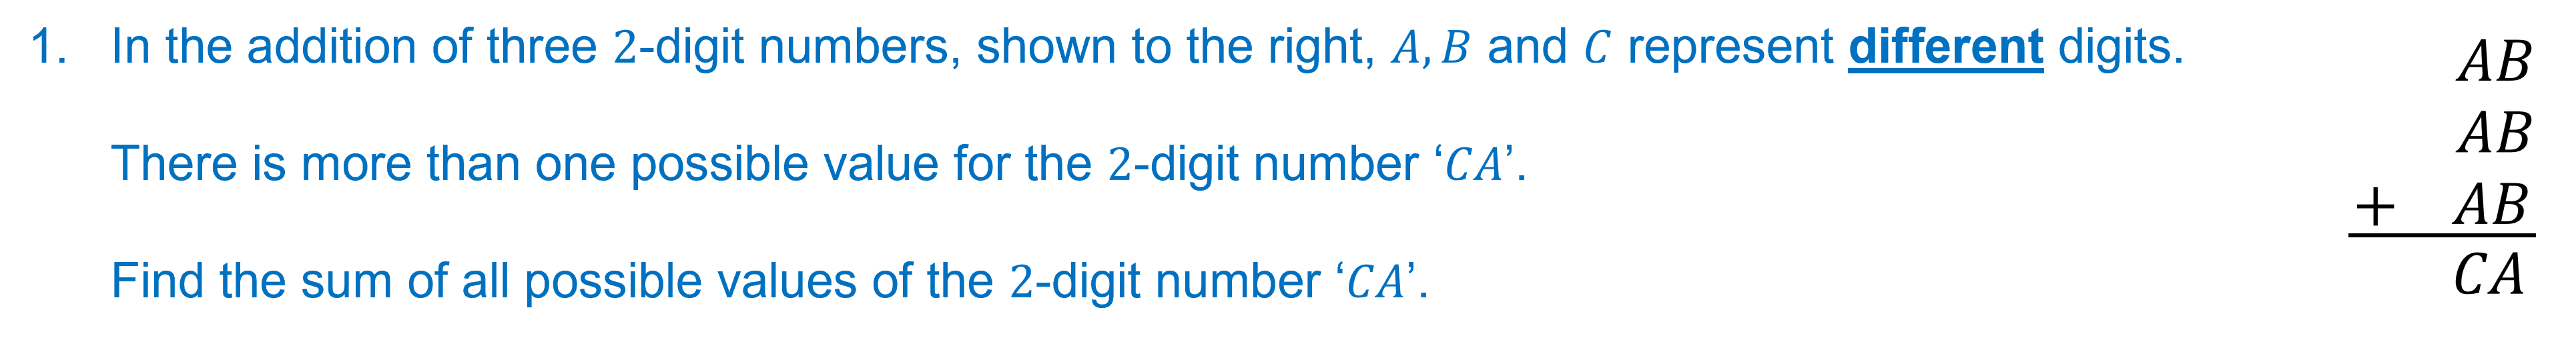 1. In the addition of three 2-digit numbers, shown to the right, A, B and C represent different digits.
AB
AB
There is more than one possible value for the 2-digit number ‘CA’.
+ AB
Find the sum of all possible values of the 2-digit number ‘CA’.
CA